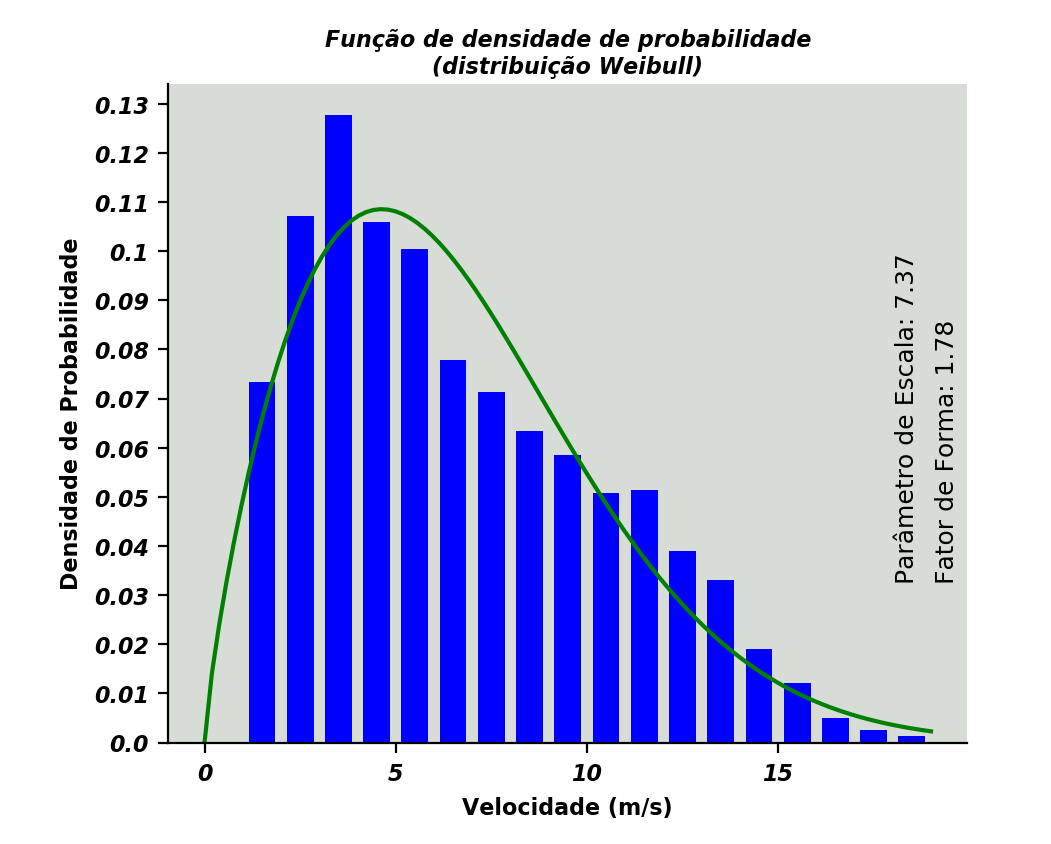 Função de densidade de probabilidade
(distribuição Weibull)
Densidade de Probabilidade
0.13
0.12
0.11
0.1
0.09
0.08
0.07
0.06
0.05
0.04
0.03
0.02
0.01
0.0
Parâmetro de Escala: 7.37
Fator de Forma: 1.78
0 5 10 15
Velocidade (m/s)